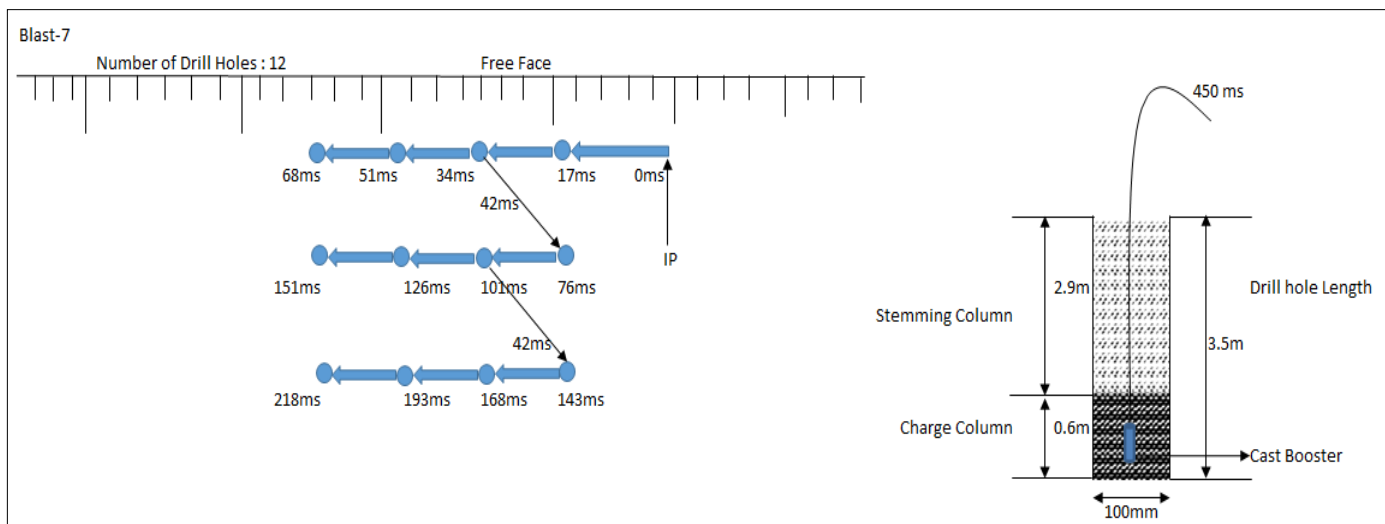 Blast-7
Number of Drill Holes : 12
Free Face
68ms 51ms 34ms 17ms 0ms
42ms
IP
151ms 126ms 101ms 76ms
42ms
218ms 193ms 168ms 143ms
450 ms
2.9m
Drill hole Length
Stemming Column
3.5m
Charge Column
0.6m
Cast Booster
100mm